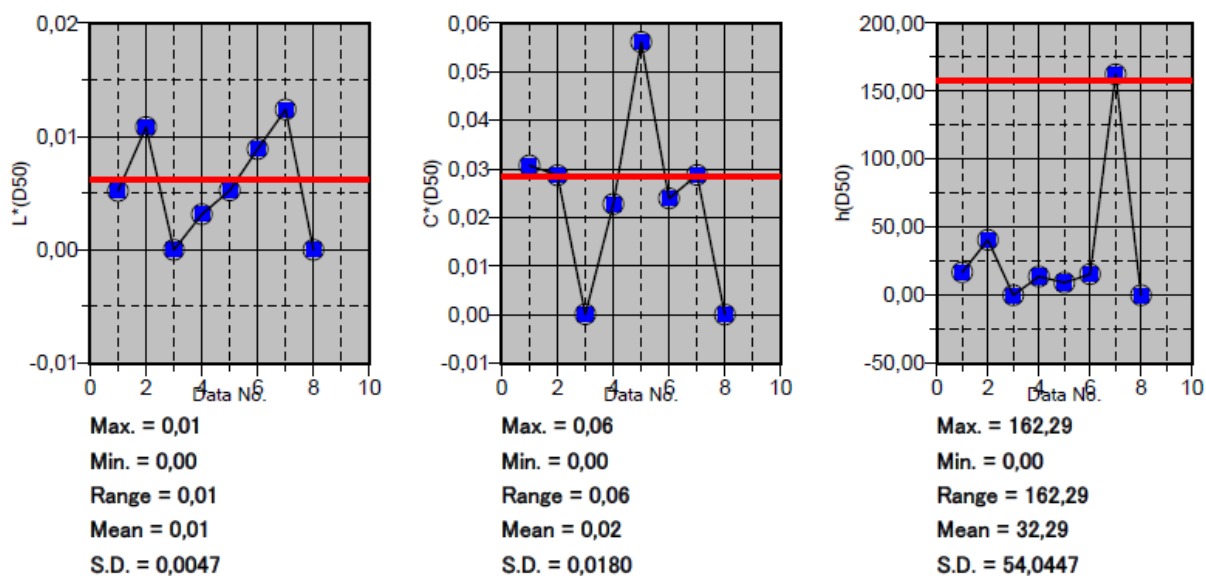 L*(D50)
0,02
0,01
0,00
-0,01
0 2 4 6 8 10
Data No.
Max. = 0,01
Min. = 0,00
Range = 0,01
Mean = 0,01
S.D. = 0,0047
C*(D50)
0,06
0,05
0,04
0,03
0,02
0,01
0,00
-0,01
0 2 4 6 8 10
Data No.
Max. = 0,06
Min. = 0,00
Range = 0,06
Mean = 0,02
S.D. = 0,0180
h(D50)
200,00
150,00
100,00
50,00
0,00
-50,00
0 2 4 6 8 10
Data No.
Max. = 162,29
Min. = 0,00
Range = 162,29
Mean = 32,29
S.D. = 54,0447